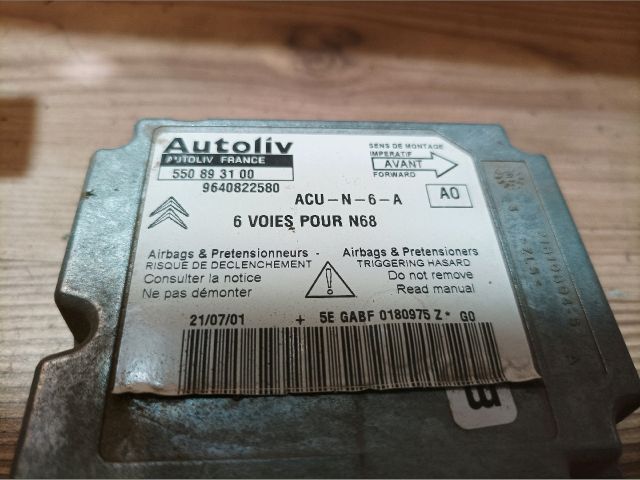 Autoliv
AUTOLIV FRANCE
550 89 31 00
9640822580
SENS DE MONTAGE
IMPERATIF
AVANT
FORWARD
ACU-N-6-A
A0
6 VOIES POUR N68
Airbags & Pretensionneurs
RISQUE DE DECLENCHEMENT
Consulter la notice
Ne pas démonter
Airbags & Pretensioners
TRIGGERING HASARD
Do not remove
Read manual
21/07/01 + 5E GABF 0180975 Z* G0
B